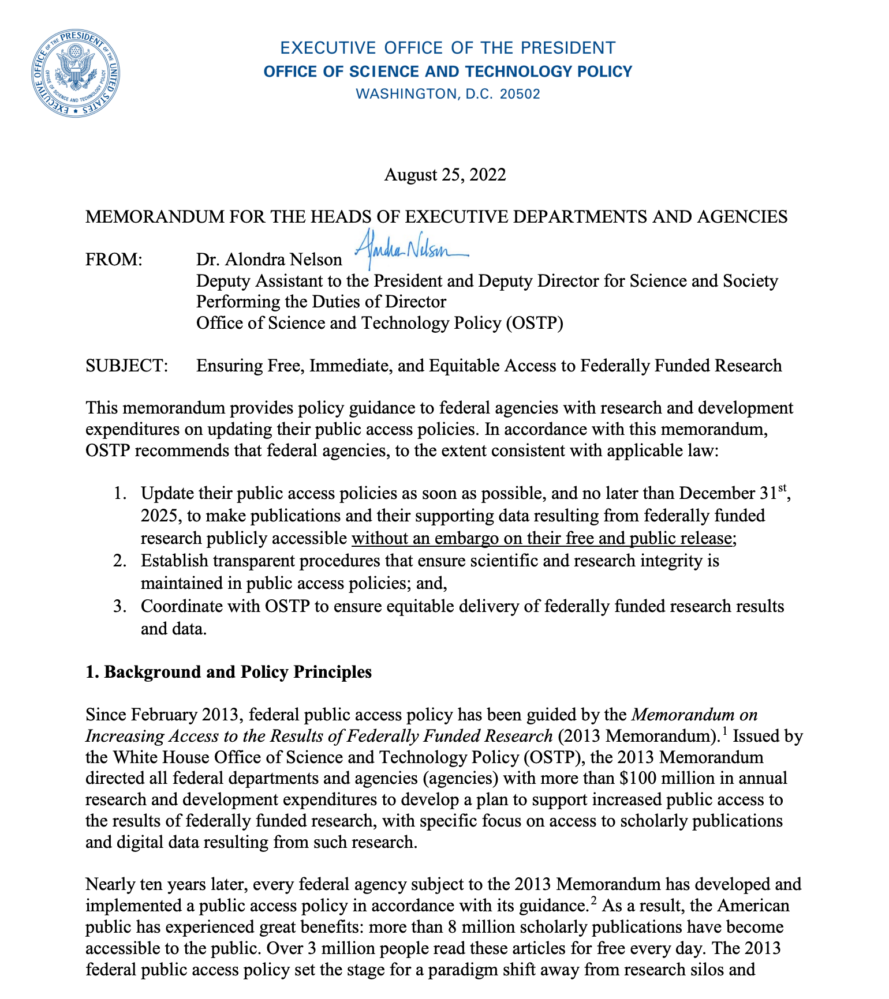 EXECUTIVE OFFICE OF THE PRESIDENT OF THE UNITED STATES
OFFICE OF SCIENCE AND TECHNOLOGY POLICY
EXECUTIVE OFFICE OF THE PRESIDENT
OFFICE OF SCIENCE AND TECHNOLOGY POLICY
WASHINGTON, D.C. 20502
August 25, 2022
MEMORANDUM FOR THE HEADS OF EXECUTIVE DEPARTMENTS AND AGENCIES
Alondra Nelson
FROM: Dr. Alondra Nelson
Deputy Assistant to the President and Deputy Director for Science and Society
Performing the Duties of Director
Office of Science and Technology Policy (OSTP)
SUBJECT: Ensuring Free, Immediate, and Equitable Access to Federally Funded Research
This memorandum provides policy guidance to federal agencies with research and development
expenditures on updating their public access policies. In accordance with this memorandum,
OSTP recommends that federal agencies, to the extent consistent with applicable law:
1. Update their public access policies as soon as possible, and no later than December 31st,
2025, to make publications and their supporting data resulting from federally funded
research publicly accessible without an embargo on their free and public release;
2. Establish transparent procedures that ensure scientific and research integrity is
maintained in public access policies; and,
3. Coordinate with OSTP to ensure equitable delivery of federally funded research results
and data.
1. Background and Policy Principles
Since February 2013, federal public access policy has been guided by the Memorandum on
Increasing Access to the Results of Federally Funded Research (2013 Memorandum).1 Issued by
the White House Office of Science and Technology Policy (OSTP), the 2013 Memorandum
directed all federal departments and agencies (agencies) with more than $100 million in annual
research and development expenditures to develop a plan to support increased public access to
the results of federally funded research, with specific focus on access to scholarly publications
and digital data resulting from such research.
Nearly ten years later, every federal agency subject to the 2013 Memorandum has developed and
implemented a public access policy in accordance with its guidance.2 As a result, the American
public has experienced great benefits: more than 8 million scholarly publications have become
accessible to the public. Over 3 million people read these articles for free every day. The 2013
federal public access policy set the stage for a paradigm shift away from research silos and